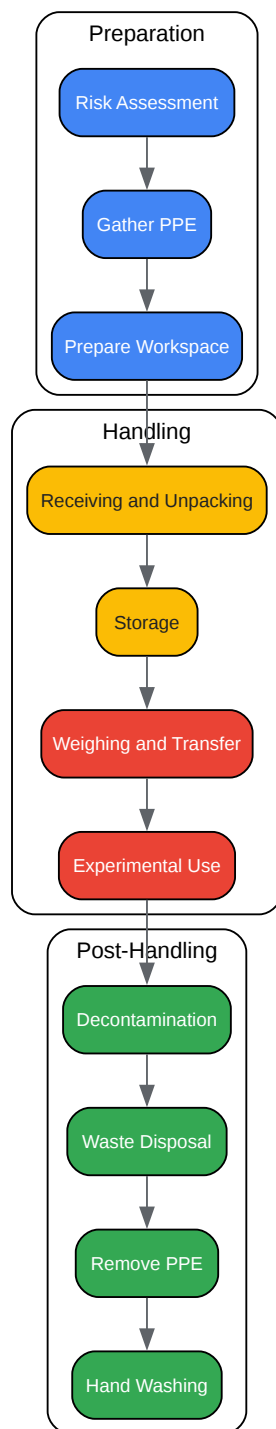 Preparation
Risk Assessment
Gather PPE
Prepare Workspace
Handling
Receiving and Unpacking
Storage
Weighing and Transfer
Experimental Use
Post-Handling
Decontamination
Waste Disposal
Remove PPE
Hand Washing